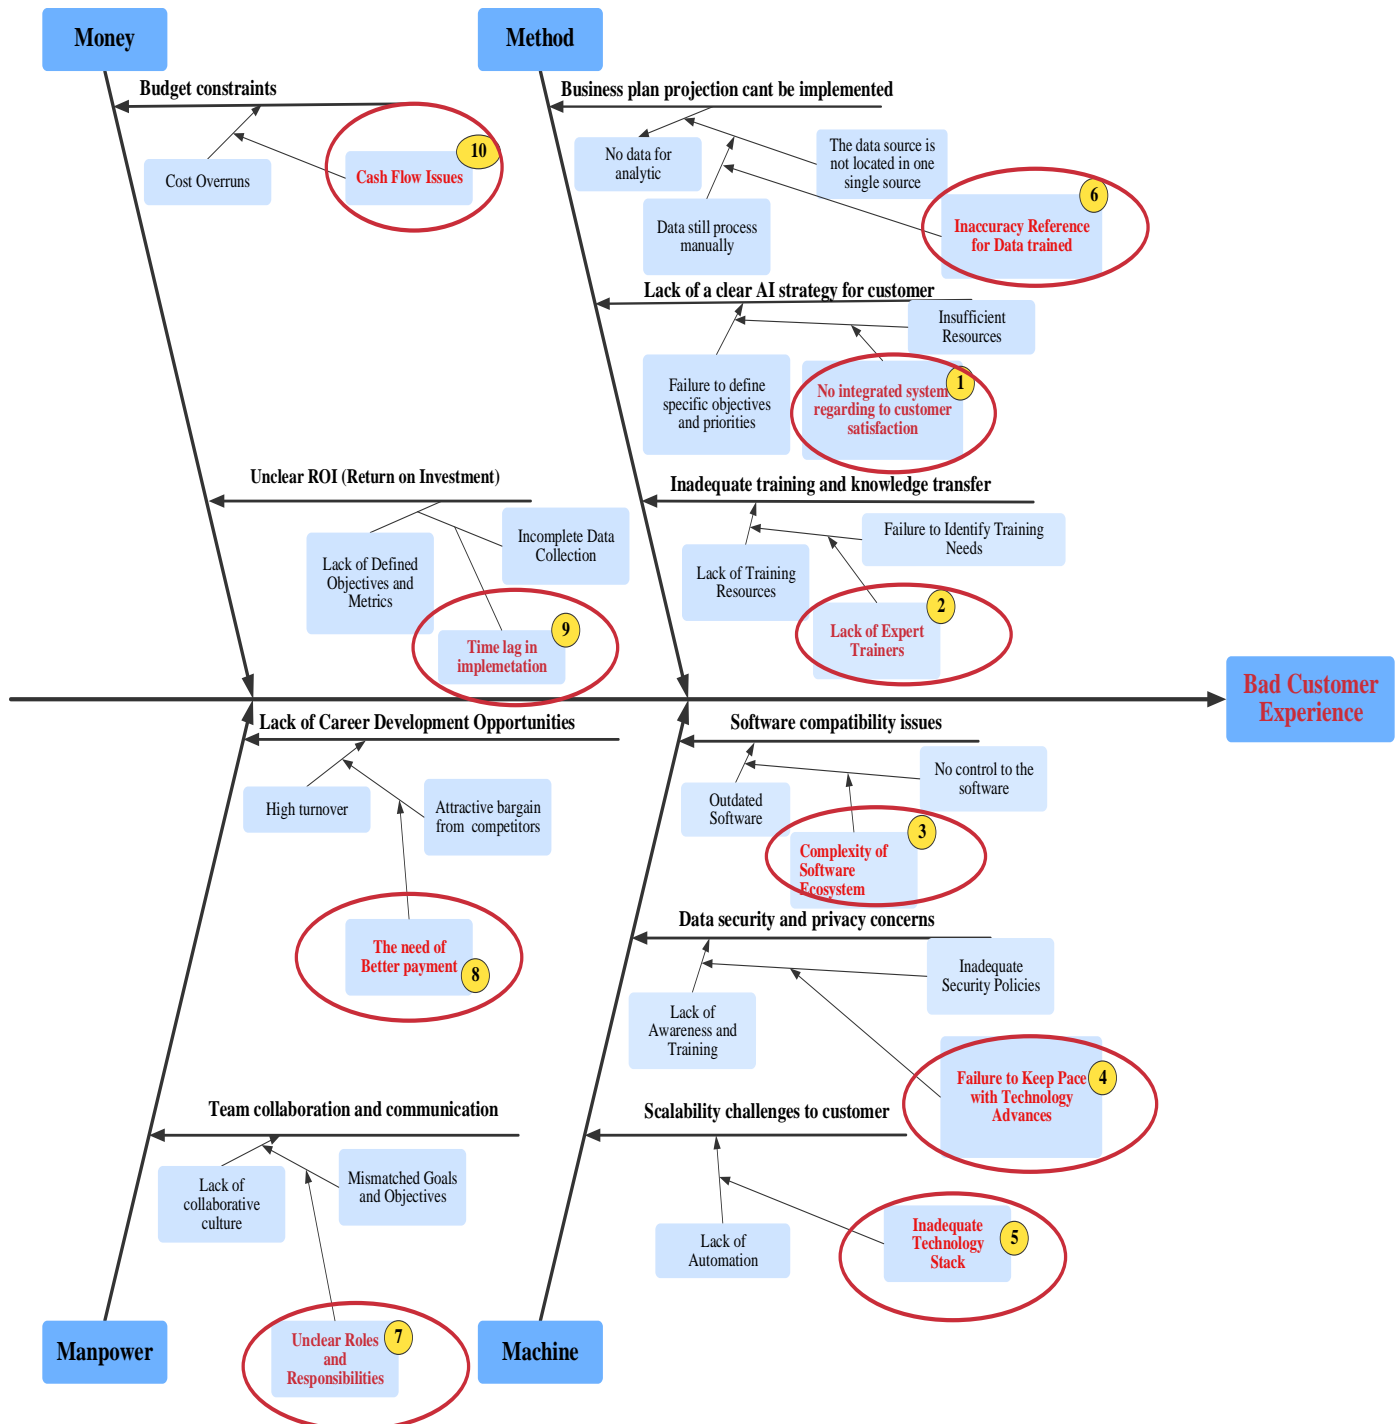 Money
Method
Budget constraints
Cost Overruns
Cash Flow Issues
10
Business plan projection cant be implemented
No data for
analytic
The data source is
not located in one
single source
Data still process
manually
6
Inaccuracy Reference
for Data trained
Lack of a clear AI strategy for customer
Insufficient
Resources
Failure to define
specific objectives
and priorities
1
No integrated system
regarding to customer
satisfaction
Unclear ROI (Return on Investment)
Lack of Defined
Objectives and
Metrics
Incomplete Data
Collection
9
Time lag in
implemetation
Inadequate training and knowledge transfer
Lack of Training
Resources
Failure to Identify Training
Needs
2
Lack of Expert
Trainers
Bad Customer
Experience
Lack of Career Development Opportunities
High turnover
Attractive bargain
from competitors
The need of
Better payment
8
Software compatibility issues
Outdated
Software
No control to the
software
3
Complexity of
Software
Ecosystem
Data security and privacy concerns
Lack of
Awareness and
Training
Inadequate
Security Policies
Failure to Keep Pace
with Technology
Advances
4
Team collaboration and communication
Lack of
collaborative
culture
Mismatched Goals
and Objectives
7
Unclear Roles
and
Responsibilities
Scalability challenges to customer
Lack of
Automation
Inadequate
Technology
Stack
5
Manpower
Machine